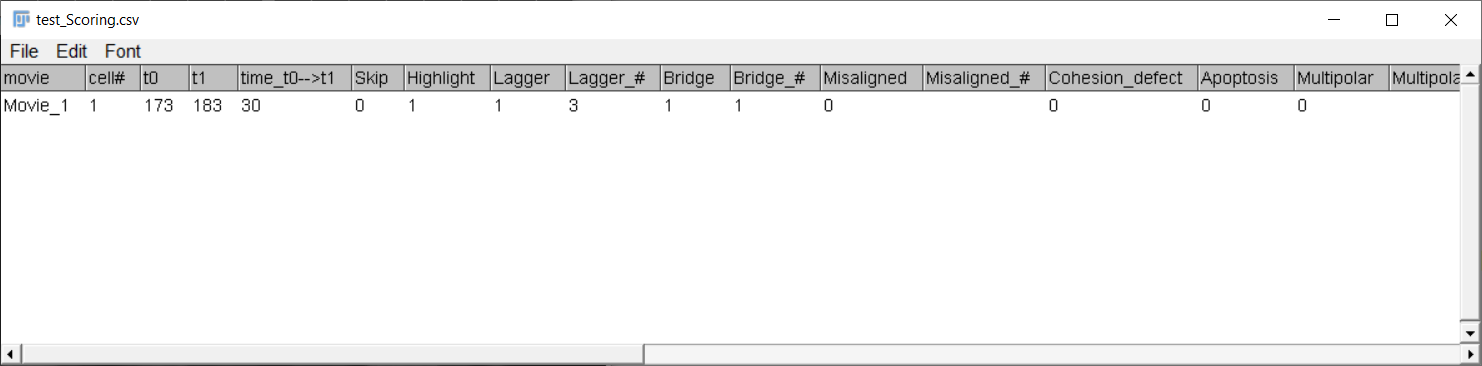 test_Scoring.csv
File Edit Font
movie cell# t0 t1 time_t0-->t1 Skip Highlight Lagger Lagger_# Bridge Bridge_# Misaligned Misaligned_# Cohesion_defect Apoptosis Multipolar Multipola
Movie_1 1 173 183 30 0 1 1 3 1 1 0 0 0 0